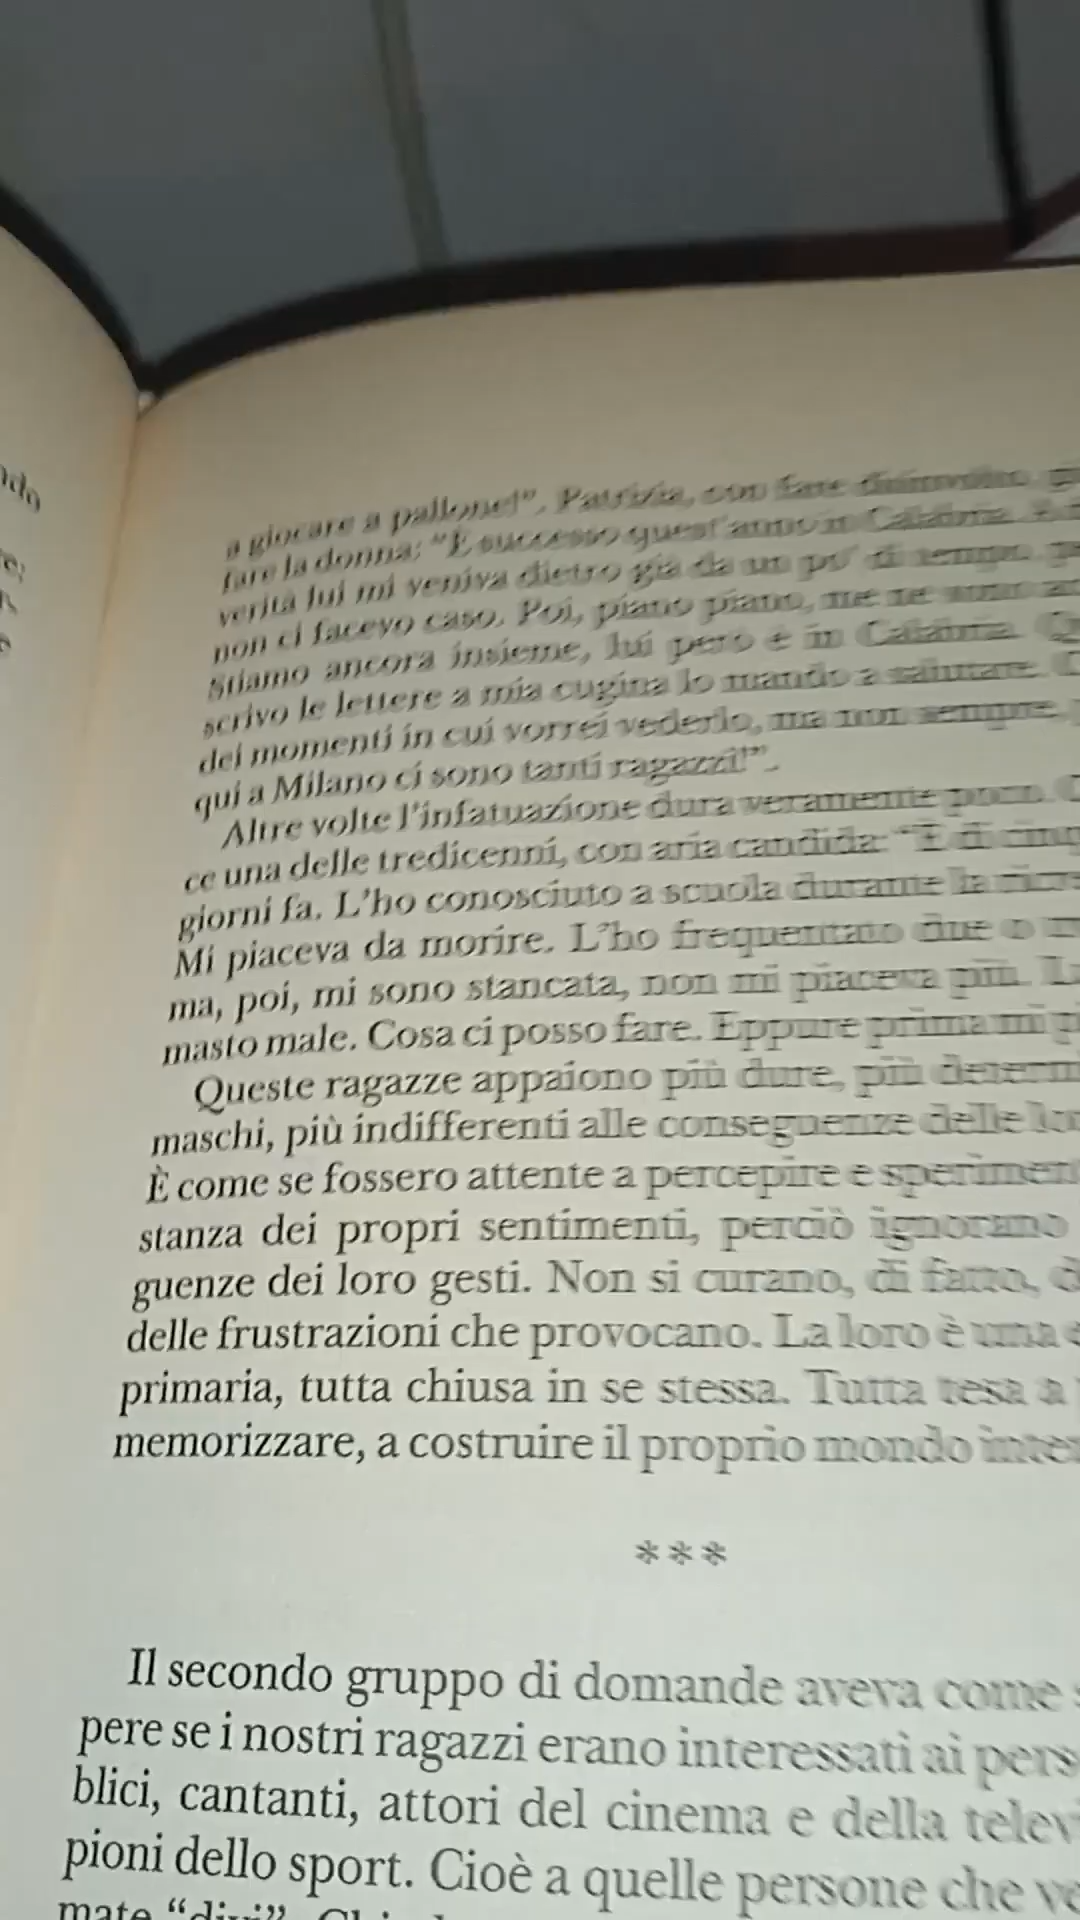 ndo
a giocare a pallone!". Patrizia, con fare disinvolto
fare la donna: "È successo quest'anno in Calabria.
verità lui mi veniva dietro già da un po' di tempo
non ci facevo caso. Poi, piano piano, me ne sono
Stiamo ancora insieme, lui però è in Calabria.
scrivo le lettere a mia cugina lo mando a salutare.
dei momenti in cui vorrei vederlo, ma non sempre,
qui a Milano ci sono tanti ragazzi!".
Altre volte l'infatuazione dura veramente poco.
ce una delle tredicenni, con aria candida: "È di
giorni fa. L'ho conosciuto a scuola durante la
Mi piaceva da morire. L'ho frequentato due o
ma, poi, mi sono stancata, non mi piaceva più.
masto male. Cosa ci posso fare. Eppure prima mi
Queste ragazze appaiono più dure, più
maschi, più indifferenti alle conseguenze delle
È come se fossero attente a percepire e
stanza dei propri sentimenti, perciò ignorano
guenze dei loro gesti. Non si curano, di fatto,
delle frustrazioni che provocano. La loro è una
primaria, tutta chiusa in se stessa. Tutta tesa a
memorizzare, a costruire il proprio mondo
***
Il secondo gruppo di domande aveva come
pere se i nostri ragazzi erano interessati ai
blici, cantanti, attori del cinema e della
pioni dello sport. Cioè a quelle persone che
mate "divi".